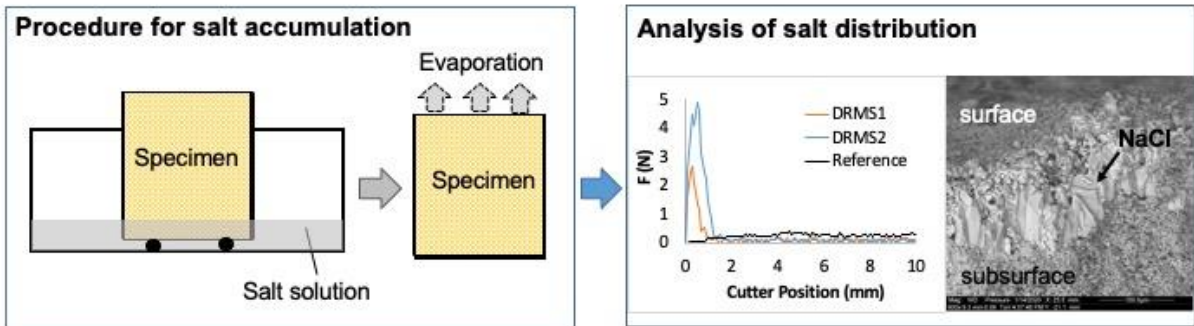 Procedure for salt accumulation
Evaporation
Specimen
Specimen
Salt solution
Analysis of salt distribution
5
4
3
2
1
0
F (N)
DRMS1
DRMS2
Reference
0 2 4 6 8 10
Cutter Position (mm)
surface
NaCl
subsurface